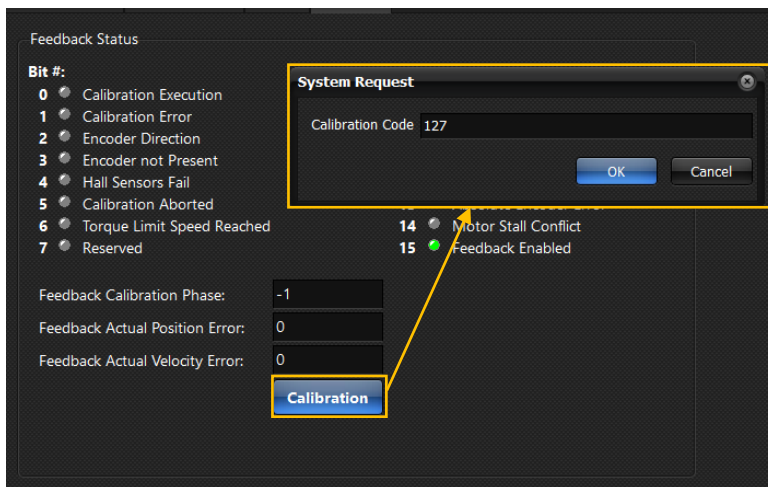 Feedback Status
Bit #:
0 Calibration Execution
1 Calibration Error
2 Encoder Direction
3 Encoder not Present
4 Hall Sensors Fail
5 Calibration Aborted
6 Torque Limit Speed Reached
7 Reserved
System Request
Calibration Code 127
OK Cancel
14 Motor Stall Conflict
15 Feedback Enabled
Feedback Calibration Phase: -1
Feedback Actual Position Error: 0
Feedback Actual Velocity Error: 0
Calibration